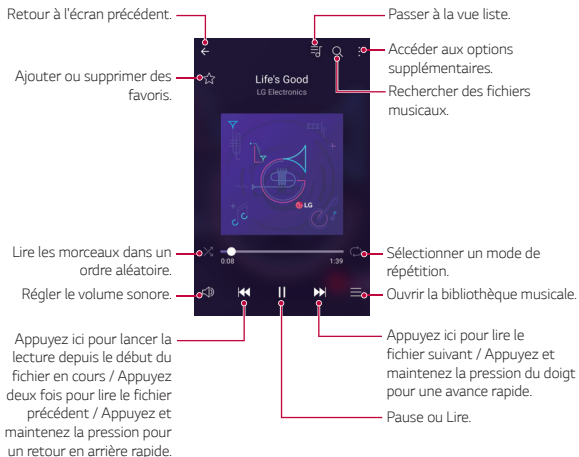 Retour à l'écran précédent.
Passer à la vue liste.
Accéder aux options
supplémentaires.
Ajouter ou supprimer des
favoris.
Rechercher des fichiers
musicaux.
Life's Good
LG Electronics
LG
Lire les morceaux dans un
ordre aléatoire.
0:08
1:39
Sélectionner un mode de
répétition.
Régler le volume sonore.
Ouvrir la bibliothèque musicale.
Appuyez ici pour lancer la
lecture depuis le début du
fichier en cours / Appuyez
deux fois pour lire le fichier
précédent / Appuyez et
maintenez la pression pour
un retour en arrière rapide.
Appuyez ici pour lire le
fichier suivant / Appuyez et
maintenez la pression du doigt
pour une avance rapide.
Pause ou Lire.